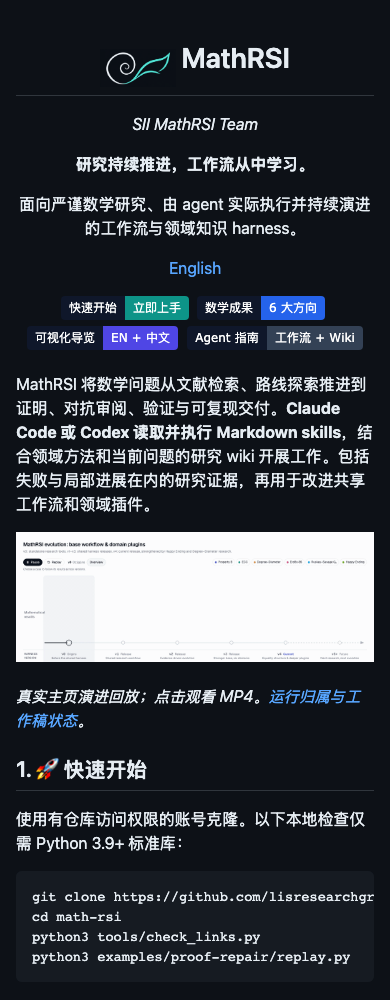 MathRSI
SII MathRSI Team
研究持续推进，工作流从中学习。
面向严谨数学研究、由 agent 实际执行并持续演进
的工作流与领域知识 harness。
English
快速开始 立即上手 数学成果 6 大方向
可视化导览 EN + 中文 Agent 指南 工作流 + Wiki
MathRSI 将数学问题从文献检索、路线探索推进到
证明、对抗审阅、验证与可复现交付。Claude
Code 或 Codex 读取并执行 Markdown skills，结
合领域方法和当前问题的研究 wiki 开展工作。包括
失败与局部进展在内的研究证据，再用于改进共享
工作流和领域插件。
MathRSI evolution: base workflow & domain plugins
真实主页演进回放；点击观看 MP4。运行归属与工
作稿状态。
1. 🚀 快速开始
使用有仓库访问权限的账号克隆。以下本地检查仅
需 Python 3.9+ 标准库：
git clone https://github.com/lisresearchgr
cd math-rsi
python3 tools/check_links.py
python3 examples/proof-repair/replay.py